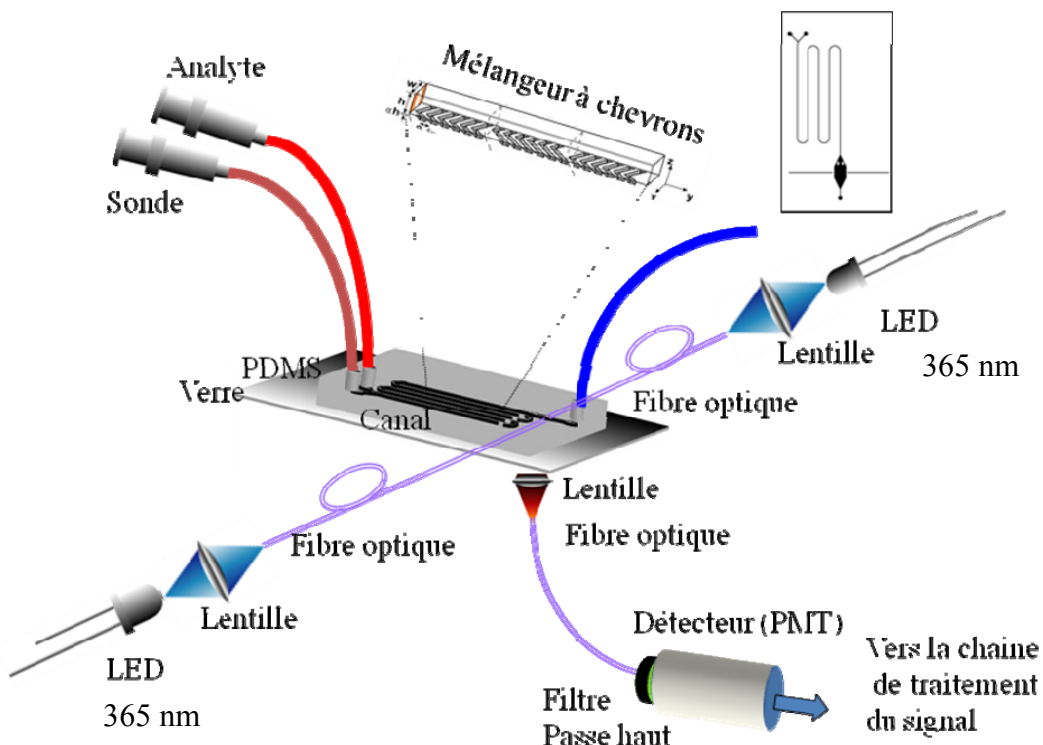 Analyte
Sonde
Mélangeur à chevrons
LED
365 nm
Lentille
Fibre optique
PDMS
Verre
Canal
Lentille
Fibre optique
Fibre optique
Lentille
LED
365 nm
Détecteur (PMT)
Filtre
Passe haut
Vers la chaine
de traitement
du signal